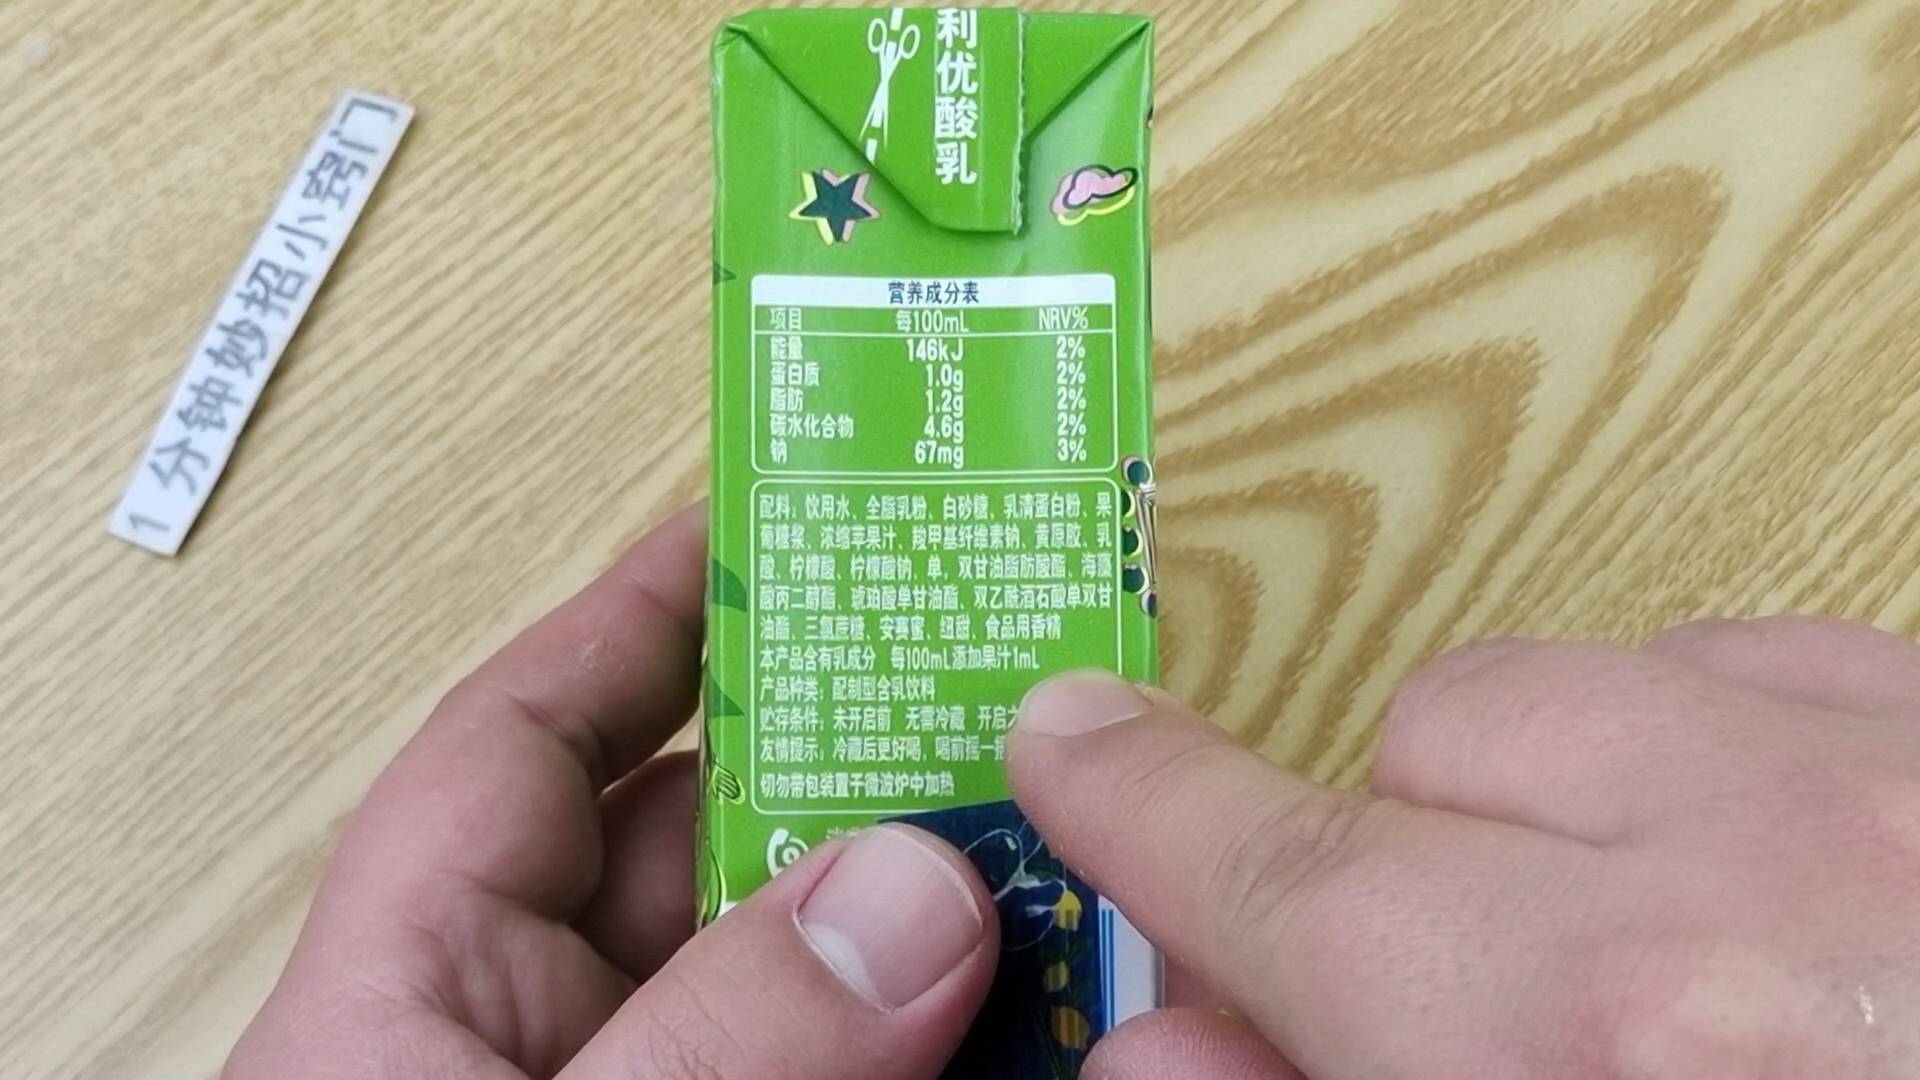 1分钟妙招小窍门
利优酸乳
营养成分表
项目 每100mL NRV%
能量 146kJ 2%
蛋白质 1.0g 2%
脂肪 1.2g 2%
碳水化合物 4.6g 2%
钠 67mg 3%
配料：饮用水、全脂乳粉、白砂糖、乳清蛋白粉、果
葡糖浆、浓缩苹果汁、羧甲基纤维素钠、黄原胶、乳
酸、柠檬酸、柠檬酸钠、单，双甘油脂肪酸酯、海藻
酸丙二醇酯、琥珀酸单甘油酯、双乙酰酒石酸单双甘
油酯、三氯蔗糖、安赛蜜、纽甜、食品用香精
本产品含有乳成分 每100mL添加果汁1mL
产品种类：配制型含乳饮料
贮存条件：未开启前 无需冷藏 开启
友情提示：冷藏后更好喝，喝前摇一摇
切勿带包装置于微波炉中加热